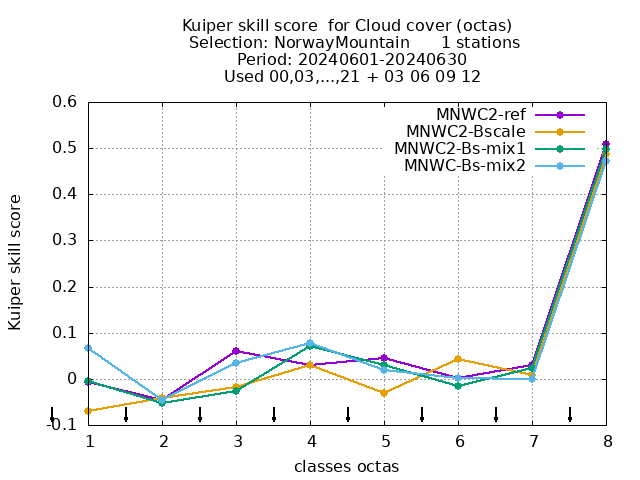 Kuiper skill score  for Cloud cover (octas)
Selection: NorwayMountain      1 stations
Period: 20240601-20240630
Used 00,03,...,21 + 03 06 09 12
MNWC2-ref
MNWC2-Bscale
MNWC2-Bs-mix1
MNWC-Bs-mix2
Kuiper skill score
0.6
0.5
0.4
0.3
0.2
0.1
0
-0.1
1 2 3 4 5 6 7 8
classes octas